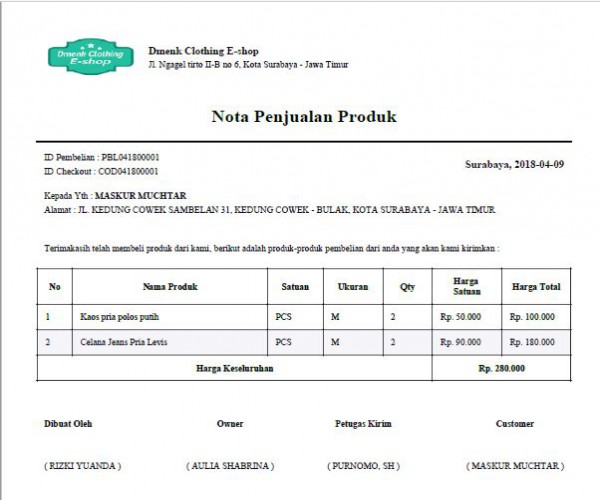 Dmenk Clothing
E-shop
Dmenk Clothing E-shop
Jl. Ngagel tirto II-B no 6, Kota Surabaya - Jawa Timur
Nota Penjualan Produk
ID Pembelian : PBL041800001
ID Checkout : COD041800001
Surabaya, 2018-04-09
Kepada Yth : MASKUR MUCHTAR
Alamat : JL. KEDUNG COWEK SAMBELAN 31, KEDUNG COWEK - BULAK, KOTA SURABAYA - JAWA TIMUR
Terimakasih telah membeli produk dari kami, berikut adalah produk-produk pembelian dari anda yang akan kami kirimkan :
No Nama Produk Satuan Ukuran Qty Harga Satuan Harga Total
1 Kaos pria polos putih PCS M 2 Rp. 50.000 Rp. 100.000
2 Celana Jeans Pria Levis PCS M 2 Rp. 90.000 Rp. 180.000
Harga Keseluruhan Rp. 280.000
Dibuat Oleh Owner Petugas Kirim Customer
( RIZKI YUANDA ) ( AULIA SHABRINA ) ( PURNOMO, SH ) ( MASKUR MUCHTAR )